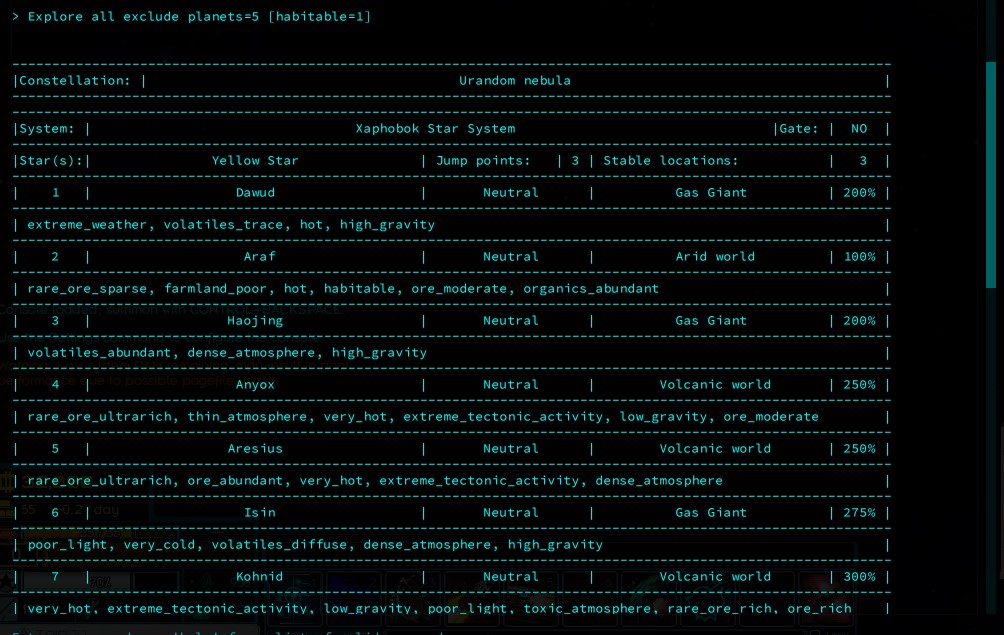 > Explore all exclude planets=5 [habitable=1]
|Constellation: | Urandom nebula |
|System: | Xaphobok Star System |Gate: | NO |
|Star(s):| Yellow Star | Jump points: | 3 | Stable locations: | 3 |
| 1 | Dawud | Neutral | Gas Giant | 200% |
| extreme_weather, volatiles_trace, hot, high_gravity |
| 2 | Araf | Neutral | Arid world | 100% |
| rare_ore_sparse, farmland_poor, hot, habitable, ore_moderate, organics_abundant
| 3 | Haojing | Neutral | Gas Giant | 200% |
| volatiles_abundant, dense_atmosphere, high_gravity |
| 4 | Anyox | Neutral | Volcanic world | 250% |
| rare_ore_ultrarich, thin_atmosphere, very_hot, extreme_tectonic_activity, low_gravity, ore_moderate |
| 5 | Aresius | Neutral | Volcanic world | 250% |
| rare_ore_ultrarich, ore_abundant, very_hot, extreme_tectonic_activity, dense_atmosphere |
| 6 | Isin | Neutral | Gas Giant | 275% |
| poor_light, very_cold, volatiles_diffuse, dense_atmosphere, high_gravity |
| 7 | Kohnid | Neutral | Volcanic world | 300% |
| very_hot, extreme_tectonic_activity, low_gravity, poor_light, toxic_atmosphere, rare_ore_rich, ore_rich |